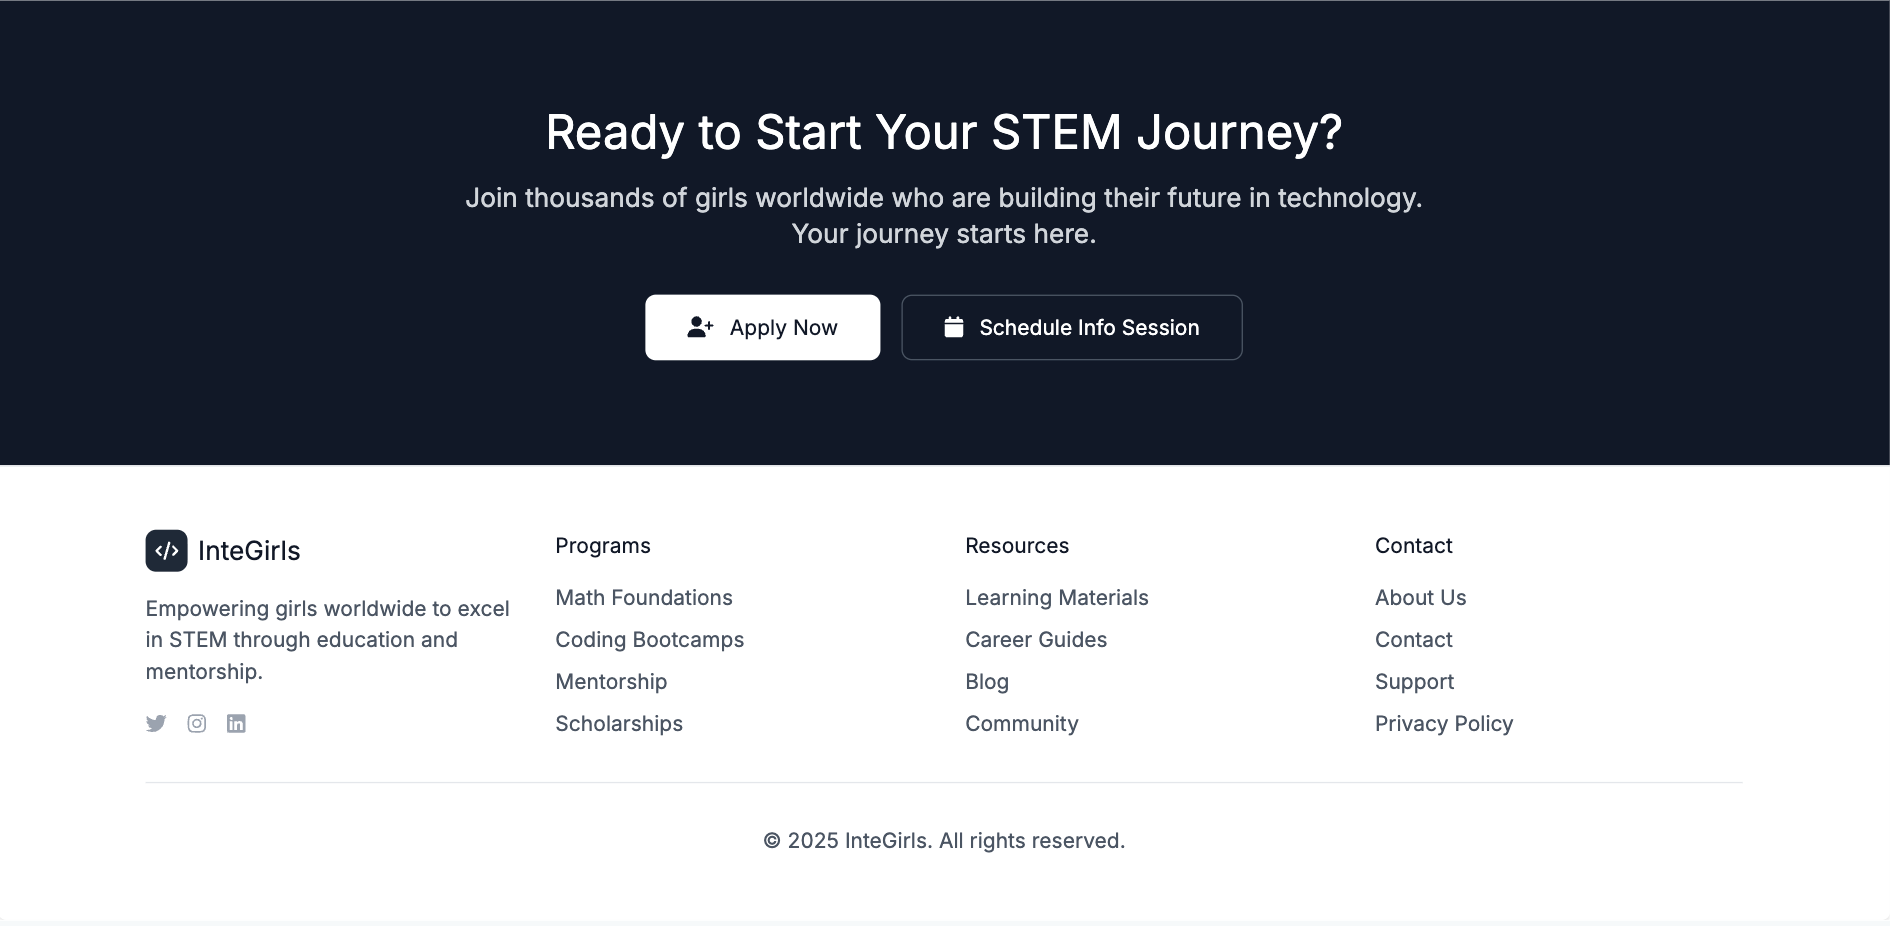 Ready to Start Your STEM Journey?
Join thousands of girls worldwide who are building their future in technology.
Your journey starts here.
Apply Now
Schedule Info Session
</> InteGirls
Empowering girls worldwide to excel
in STEM through education and
mentorship.
Programs
Math Foundations
Coding Bootcamps
Mentorship
Scholarships
Resources
Learning Materials
Career Guides
Blog
Community
Contact
About Us
Contact
Support
Privacy Policy
© 2025 InteGirls. All rights reserved.